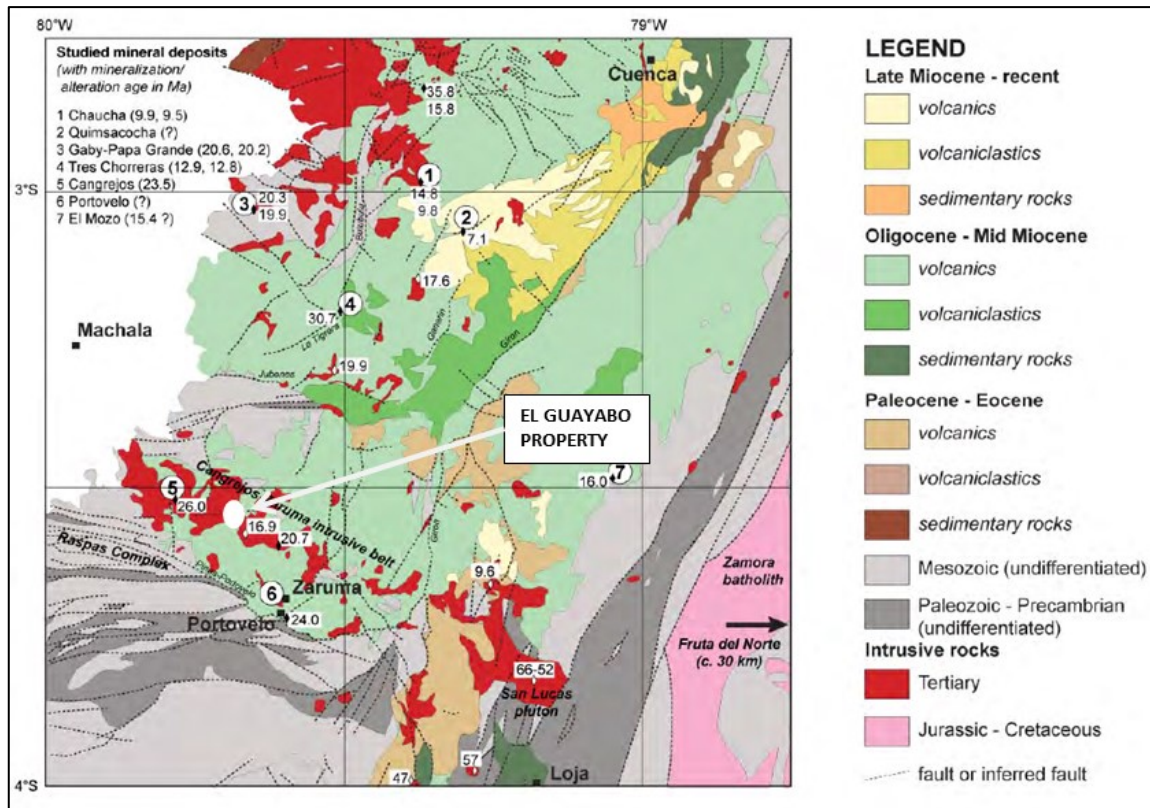 80°W
79°W
Studied mineral deposits
(with mineralization/
alteration age in Ma)
1 Chaucha (9.9, 9.5)
2 Quimsacocha (?)
3 Gaby-Papa Grande (20.6, 20.2)
4 Tres Chorreras (12.9, 12.8)
5 Cangrejos (23.5)
6 Portovelo (?)
7 El Mozo (15.4 ?)
Cuenca
35.8
15.8
3°S
1
14.8
9.8
3
20.3
19.9
2
7.1
17.6
4
30.7
La Tigrera
Gañarin
Giron
Machala
Jubones
19.9
EL GUAYABO
PROPERTY
7
16.0
5
26.0
Cangrejos
Zaruma intrusive belt
16.9
20.7
Giron
Raspas Complex
6
Zaruma
Portovelo
24.0
9.6
Zamora
batholith
Fruta del Norte
(c. 30 km)
66-52
San Lucas
pluton
57
47
Loja
4°S
LEGEND
Late Miocene - recent
volcanics
volcaniclastics
sedimentary rocks
Oligocene - Mid Miocene
volcanics
volcaniclastics
sedimentary rocks
Paleocene - Eocene
volcanics
volcaniclastics
sedimentary rocks
Mesozoic (undifferentiated)
Paleozoic - Precambrian
(undifferentiated)
Intrusive rocks
Tertiary
Jurassic - Cretaceous
fault or inferred fault